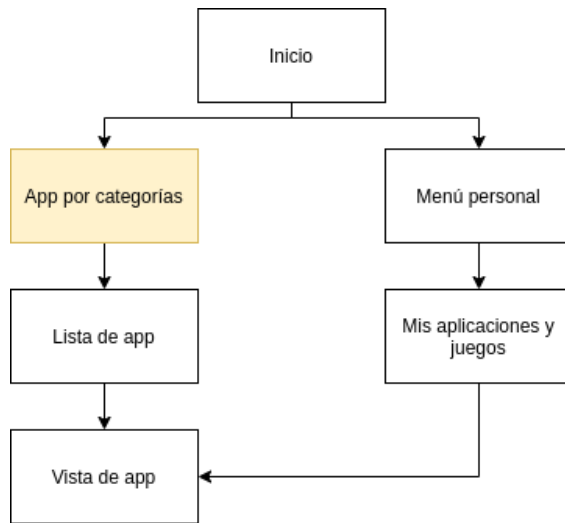 Inicio
App por categorías
Menú personal
Lista de app
Mis aplicaciones y
juegos
Vista de app